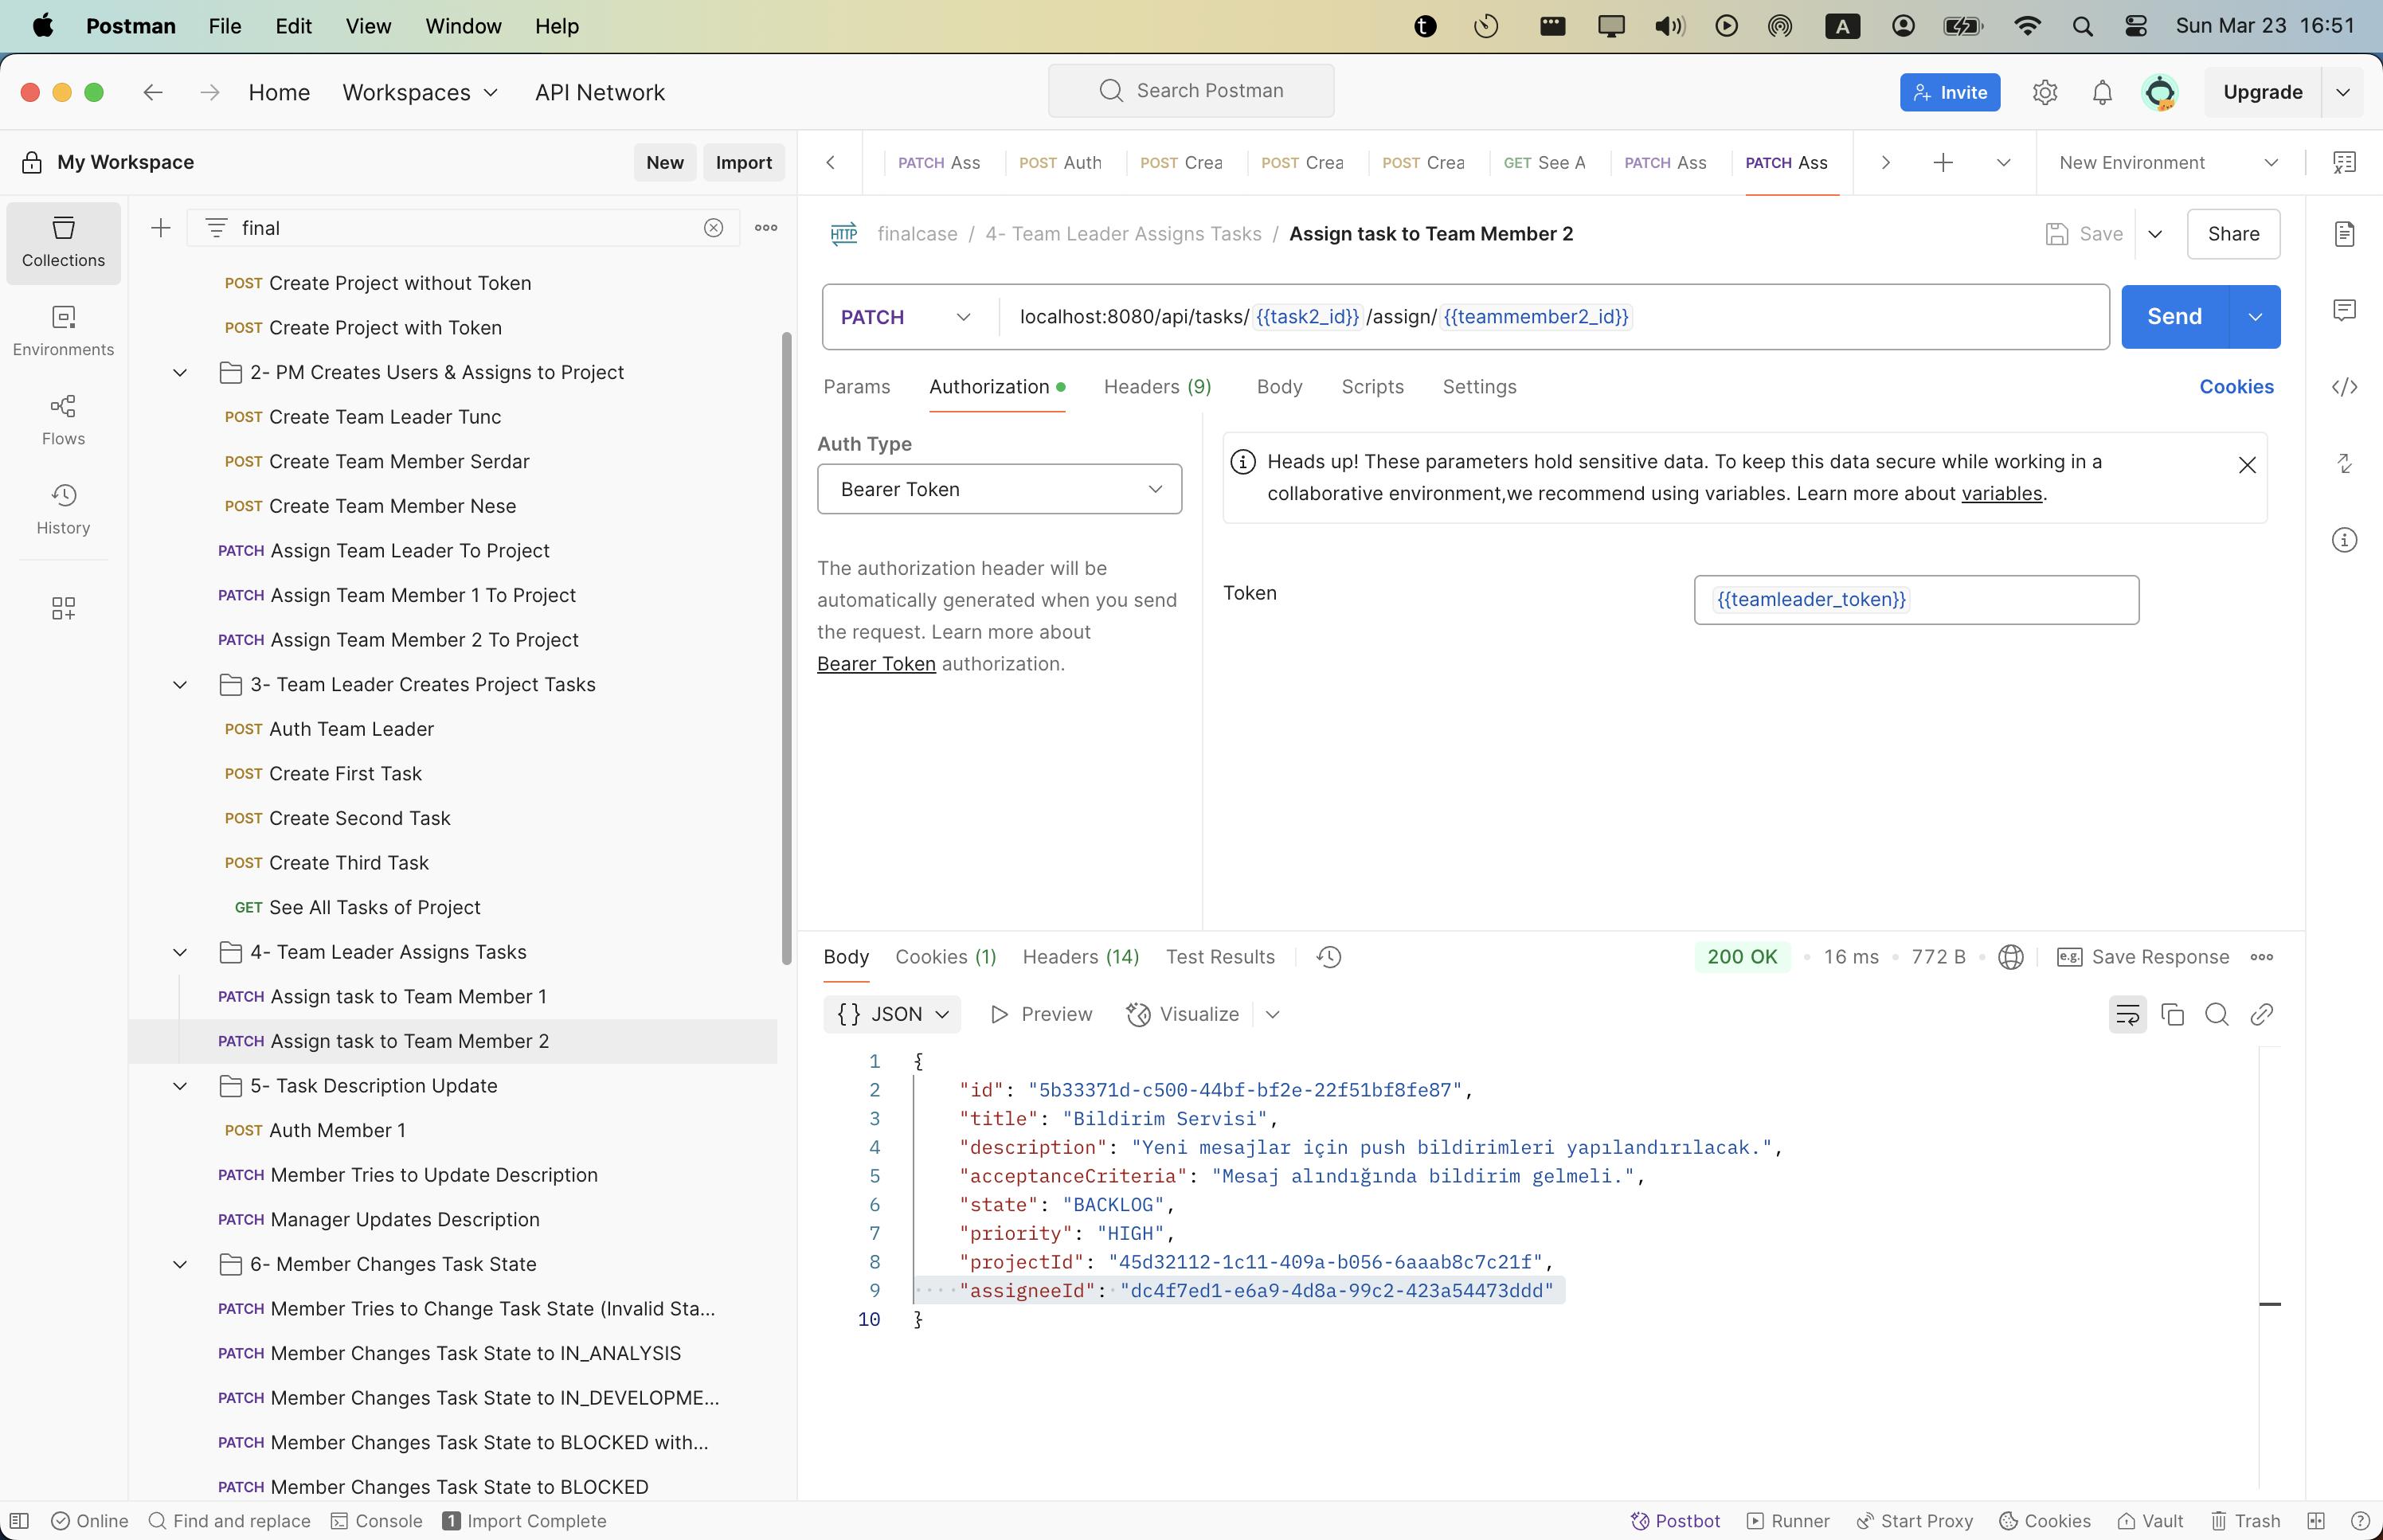 Postman File Edit View Window Help
A Sun Mar 23 16:51
Home Workspaces API Network
Search Postman
Invite Upgrade
My Workspace New Import
PATCH Ass POST Auth POST Crea POST Crea POST Crea GET See A PATCH Ass PATCH Ass
New Environment
Collections
Environments
Flows
History
final
POST Create Project without Token
POST Create Project with Token
2- PM Creates Users & Assigns to Project
POST Create Team Leader Tunc
POST Create Team Member Serdar
POST Create Team Member Nese
PATCH Assign Team Leader To Project
PATCH Assign Team Member 1 To Project
PATCH Assign Team Member 2 To Project
3- Team Leader Creates Project Tasks
POST Auth Team Leader
POST Create First Task
POST Create Second Task
POST Create Third Task
GET See All Tasks of Project
4- Team Leader Assigns Tasks
PATCH Assign task to Team Member 1
PATCH Assign task to Team Member 2
5- Task Description Update
POST Auth Member 1
PATCH Member Tries to Update Description
PATCH Manager Updates Description
6- Member Changes Task State
PATCH Member Tries to Change Task State (Invalid Sta...
PATCH Member Changes Task State to IN_ANALYSIS
PATCH Member Changes Task State to IN_DEVELOPME...
PATCH Member Changes Task State to BLOCKED with...
PATCH Member Changes Task State to BLOCKED
HTTP finalcase / 4- Team Leader Assigns Tasks / Assign task to Team Member 2
Save Share
PATCH localhost:8080/api/tasks/ {{task2_id}} /assign/ {{teammember2_id}}
Send
Params Authorization Headers (9) Body Scripts Settings
Cookies
Auth Type
Bearer Token
The authorization header will be
automatically generated when you send
the request. Learn more about
Bearer Token authorization.
Heads up! These parameters hold sensitive data. To keep this data secure while working in a
collaborative environment,we recommend using variables. Learn more about variables.
Token {{teamleader_token}}
Body Cookies (1) Headers (14) Test Results
200 OK 16 ms 772 B e.g. Save Response
{} JSON Preview Visualize
1 {
2 "id": "5b33371d-c500-44bf-bf2e-22f51bf8fe87",
3 "title": "Bildirim Servisi",
4 "description": "Yeni mesajlar için push bildirimleri yapılandırılacak.",
5 "acceptanceCriteria": "Mesaj alındığında bildirim gelmeli.",
6 "state": "BACKLOG",
7 "priority": "HIGH",
8 "projectId": "45d32112-1c11-409a-b056-6aaab8c7c21f",
9 "assigneeId": "dc4f7ed1-e6a9-4d8a-99c2-423a54473ddd"
10 }
Online Find and replace Console 1 Import Complete
Postbot Runner Start Proxy Cookies Vault Trash